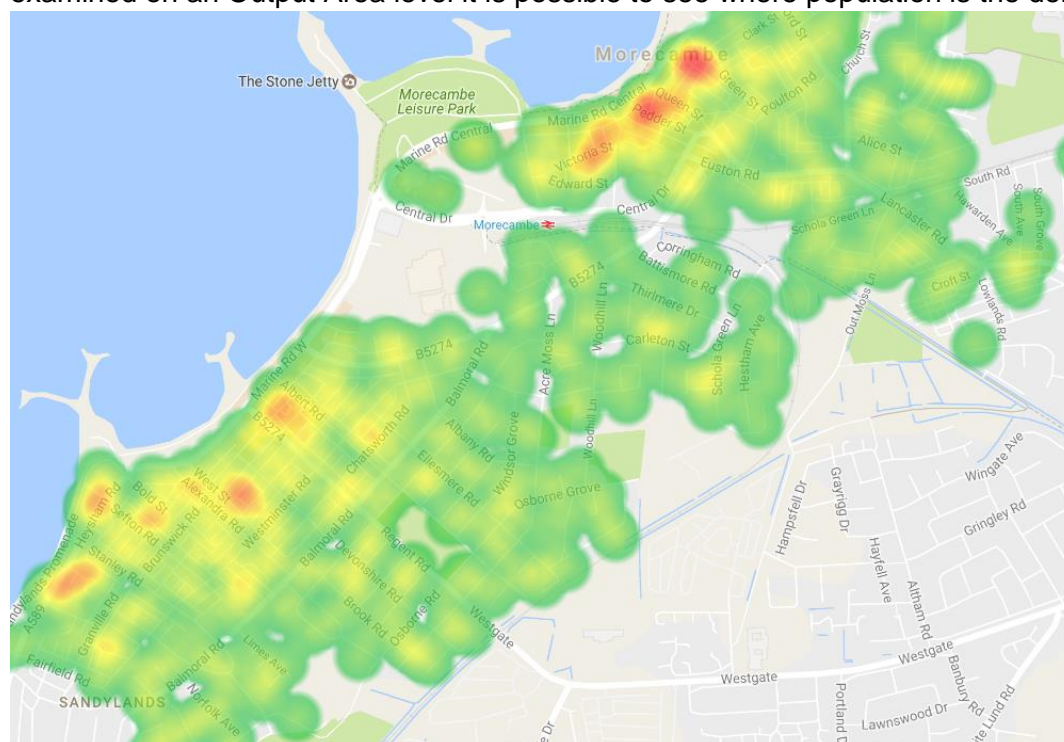 examined on an Output Area level it is possible to see where population is the
Morecambe
Clark St
Church St
The Stone Jetty
Morecambe
Leisure Park
Green St
Poulton Rd
Queen St
Marine Rd Central
Pedder St
Marine Rd Central
Victoria St
Alice St
Euston Rd
Edward St
South Rd
Central Dr
Central Dr
Morecambe
Schola Green Ln
Lancaster Rd
Hawarden Ave
South Ave
South Grove
Corringham Rd
Battismore Rd
B5274
Thirlmere Dr
Woodhill Ln
Croft St
Lowlands Rd
Out Moss Ln
Carleton St
Acre Moss Ln
Schola Green Ln
Hestham Ave
B5274
Marine Rd W
Balmoral Rd
Albert Rd
B5274
Chatsworth Rd
Albany Rd
Windsor Grove
Woodhill Ln
Ellesmere Rd
Osborne Grove
West St
Alexandra Rd
Westminster Rd
Heysham Rd
Bold St
Sefton Rd
Brunswick Rd
Balmoral Rd
Regent Rd
Devonshire Rd
Stanley Rd
A589
Granville Rd
Brook Rd
Osborne Rd
Westgate
Fairfield Rd
Balmoral Rd
Limes Ave
SANDYLANDS
Norfolk Ave
Hampsfell Dr
Grayrigg Dr
Hayfell Ave
Altham Rd
Wingate Ave
Gringley Rd
Westgate
Westgate
Banbury Rd
Lawnswood Dr